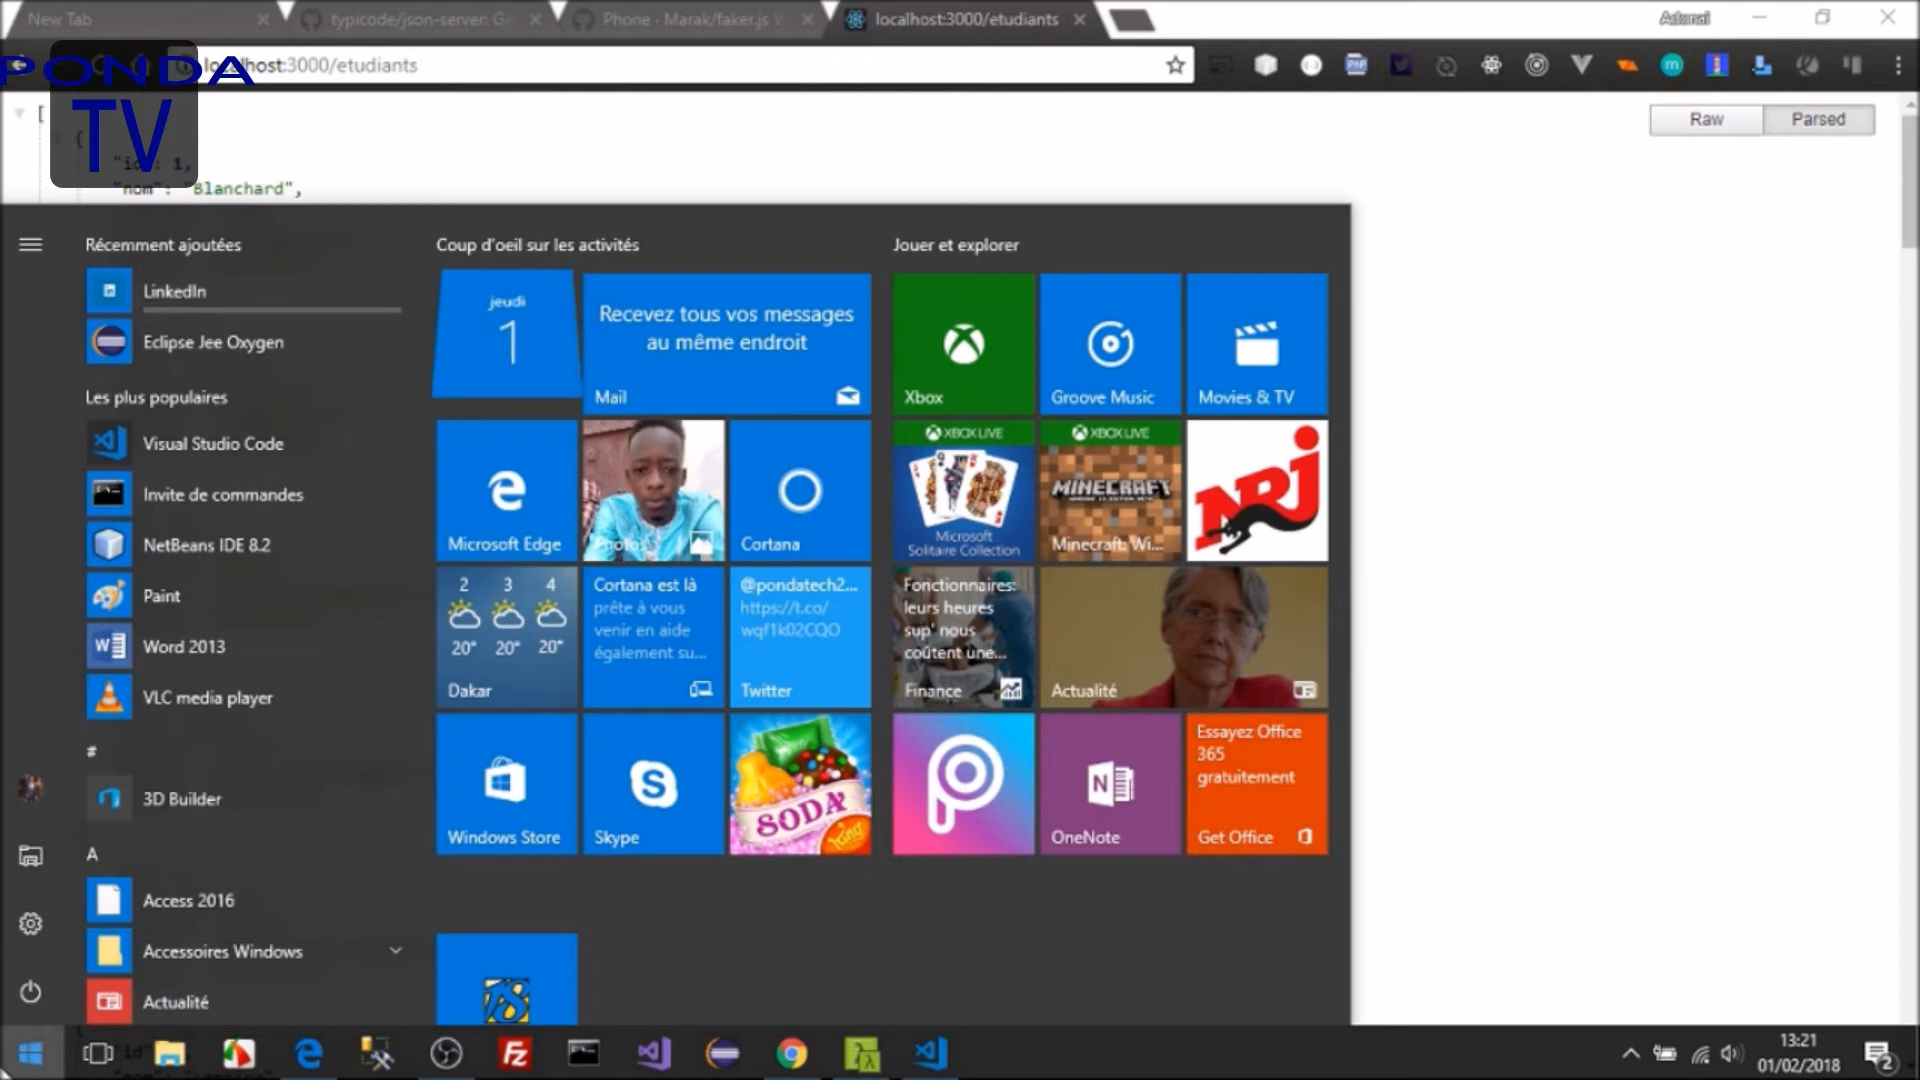 New Tab
typicode/json-server: Ge
Phone · Marak/faker.js W
localhost:3000/etudiants
Adonaï
localhost:3000/etudiants
PONDA
TV
Raw
Parsed
[
{
"id": 1,
"nom": "Blanchard",
Récemment ajoutées
LinkedIn
Eclipse Jee Oxygen
Les plus populaires
Visual Studio Code
Invite de commandes
NetBeans IDE 8.2
Paint
Word 2013
VLC media player
#
3D Builder
A
Access 2016
Accessoires Windows
Actualité
Coup d'oeil sur les activités
jeudi
1
Recevez tous vos messages
au même endroit
Mail
Microsoft Edge
Photos
Cortana
2 3 4
20° 20° 20°
Dakar
Cortana est là
prête à vous
venir en aide
également su...
@pondatech2...
https://t.co/
wqf1k02CQO
Twitter
Windows Store
Skype
SODA
King
Jouer et explorer
Xbox
Groove Music
Movies & TV
XBOX LIVE
Microsoft
Solitaire Collection
XBOX LIVE
MINECRAFT
Minecraft: Wi...
NRJ
Fonctionnaires:
leurs heures
sup' nous
coûtent une...
Finance
Actualité
OneNote
Essayez Office
365
gratuitement
Get Office
13:21
01/02/2018
2